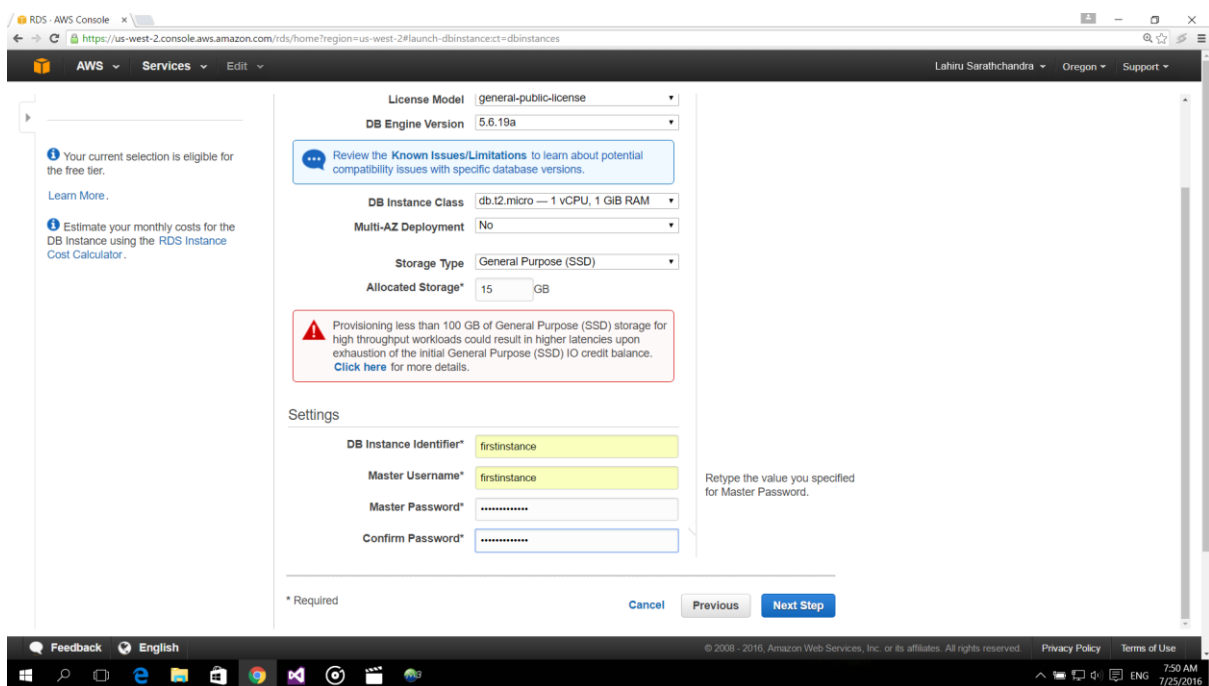 RDS - AWS Console
https://us-west-2.console.aws.amazon.com/rds/home?region=us-west-2#launch-dbinstance:ct=dbinstances
AWS Services Edit Lahiru Sarathchandra Oregon Support
License Model general-public-license
DB Engine Version 5.6.19a
Your current selection is eligible for
the free tier.
Learn More.
Estimate your monthly costs for the
DB Instance using the RDS Instance
Cost Calculator.
Review the Known Issues/Limitations to learn about potential
compatibility issues with specific database versions.
DB Instance Class db.t2.micro — 1 vCPU, 1 GiB RAM
Multi-AZ Deployment No
Storage Type General Purpose (SSD)
Allocated Storage* 15 GB
Provisioning less than 100 GB of General Purpose (SSD) storage for
high throughput workloads could result in higher latencies upon
exhaustion of the initial General Purpose (SSD) IO credit balance.
Click here for more details.
Settings
DB Instance Identifier* firstinstance
Master Username* firstinstance
Master Password* •••••••••••••
Confirm Password* •••••••••••••
Retype the value you specified
for Master Password.
* Required
Cancel Previous Next Step
Feedback English © 2008 - 2016, Amazon Web Services, Inc. or its affiliates. All rights reserved. Privacy Policy Terms of Use
ENG 7:50 AM
7/25/2016